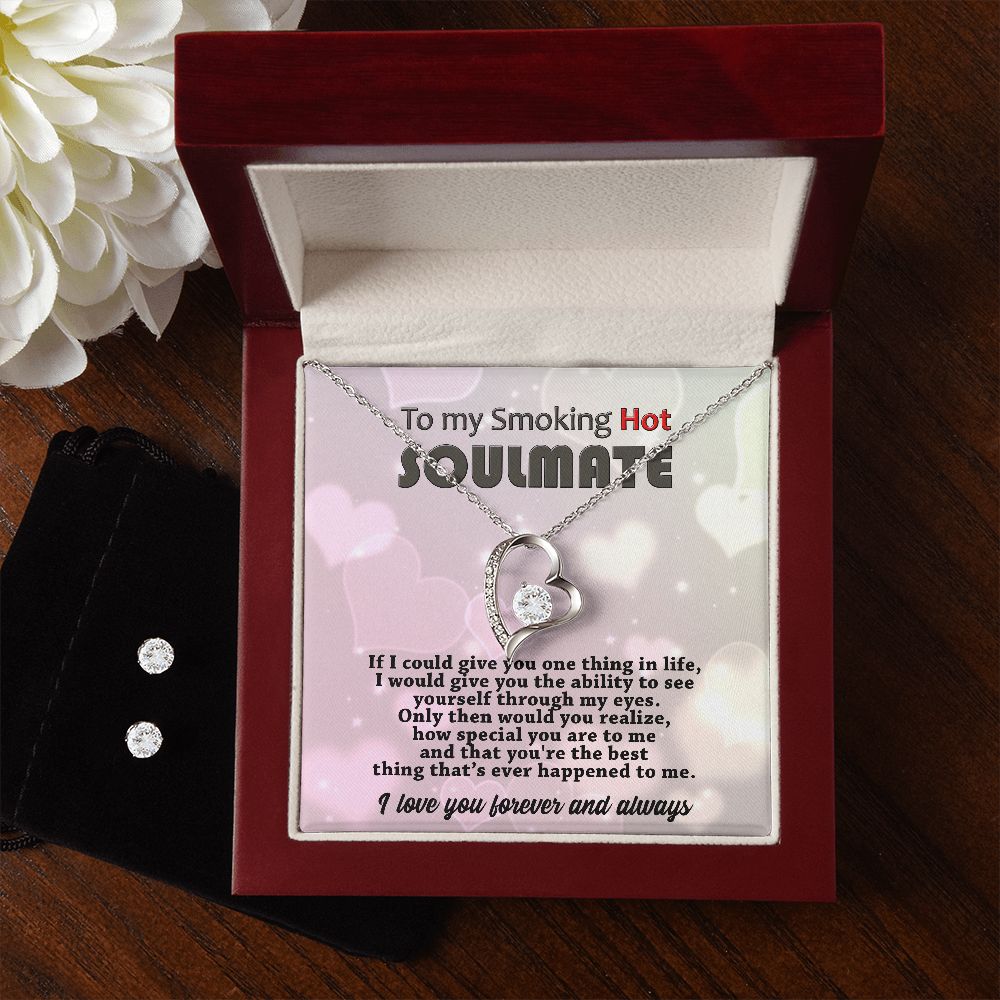 To my Smoking Hot
SOULMATE
If I could give you one thing in life,
I would give you the ability to see
yourself through my eyes.
Only then would you realize,
how special you are to me
and that you're the best
thing that’s ever happened to me.
I love you forever and always